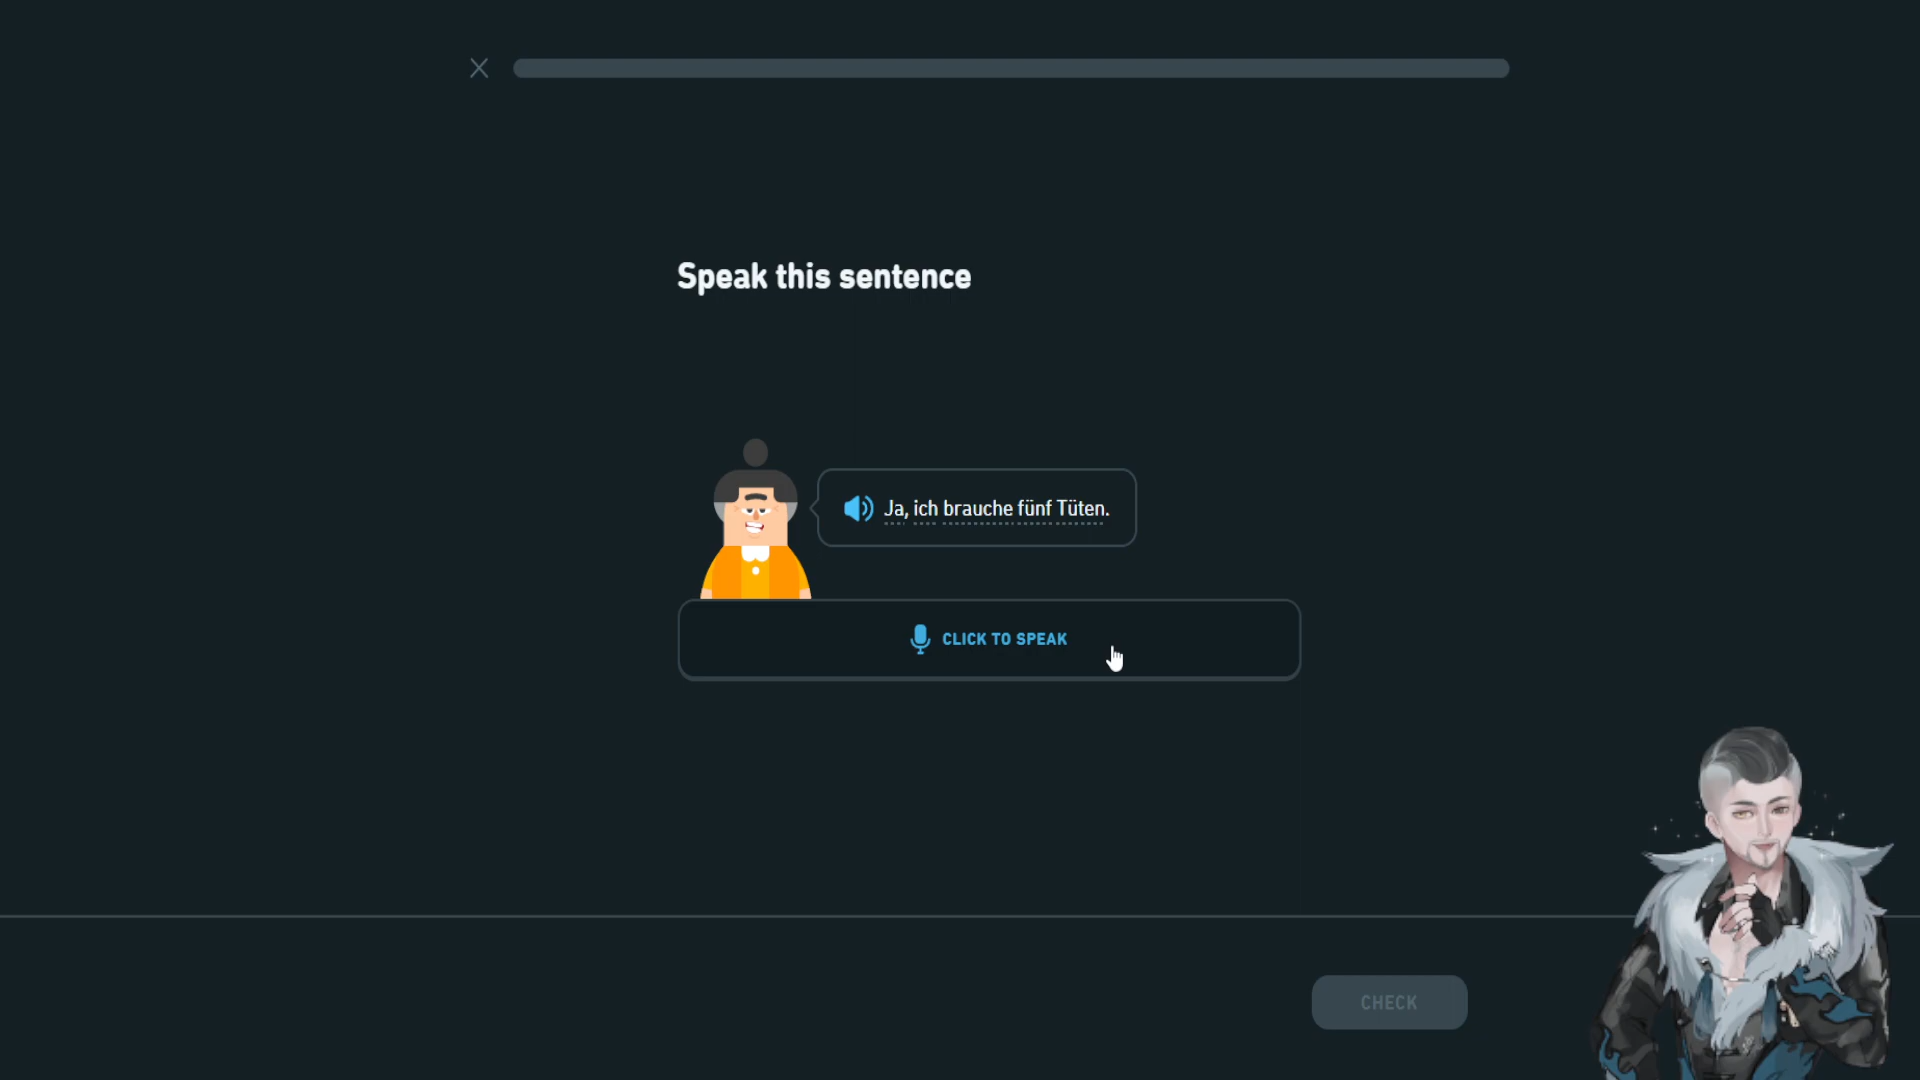 Speak this sentence
Ja, ich brauche fünf Tüten.
CLICK TO SPEAK
CHECK